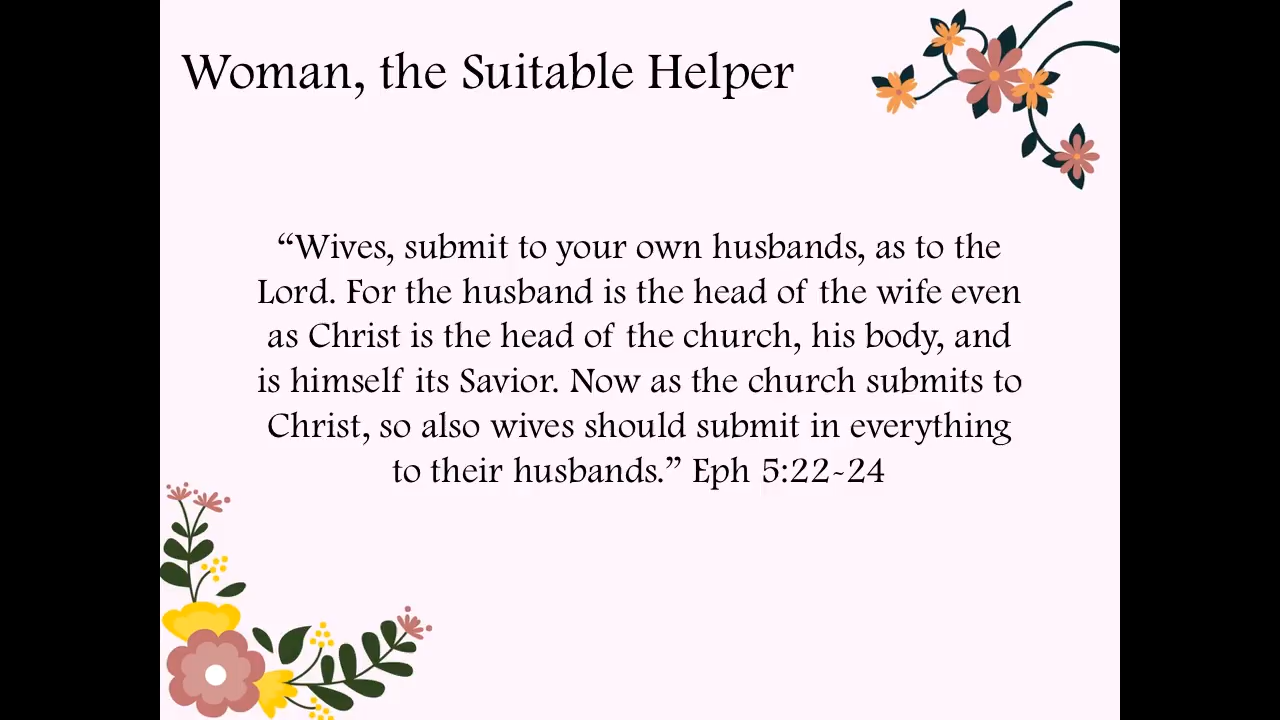 Woman, the Suitable Helper
“Wives, submit to your own husbands, as to the
Lord. For the husband is the head of the wife even
as Christ is the head of the church, his body, and
is himself its Savior. Now as the church submits to
Christ, so also wives should submit in everything
to their husbands.” Eph 5:22-24